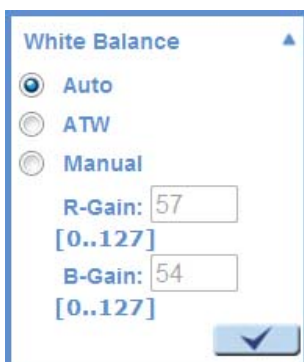 White Balance
Auto
ATW
Manual
R-Gain: 57
[0..127]
B-Gain: 54
[0..127]